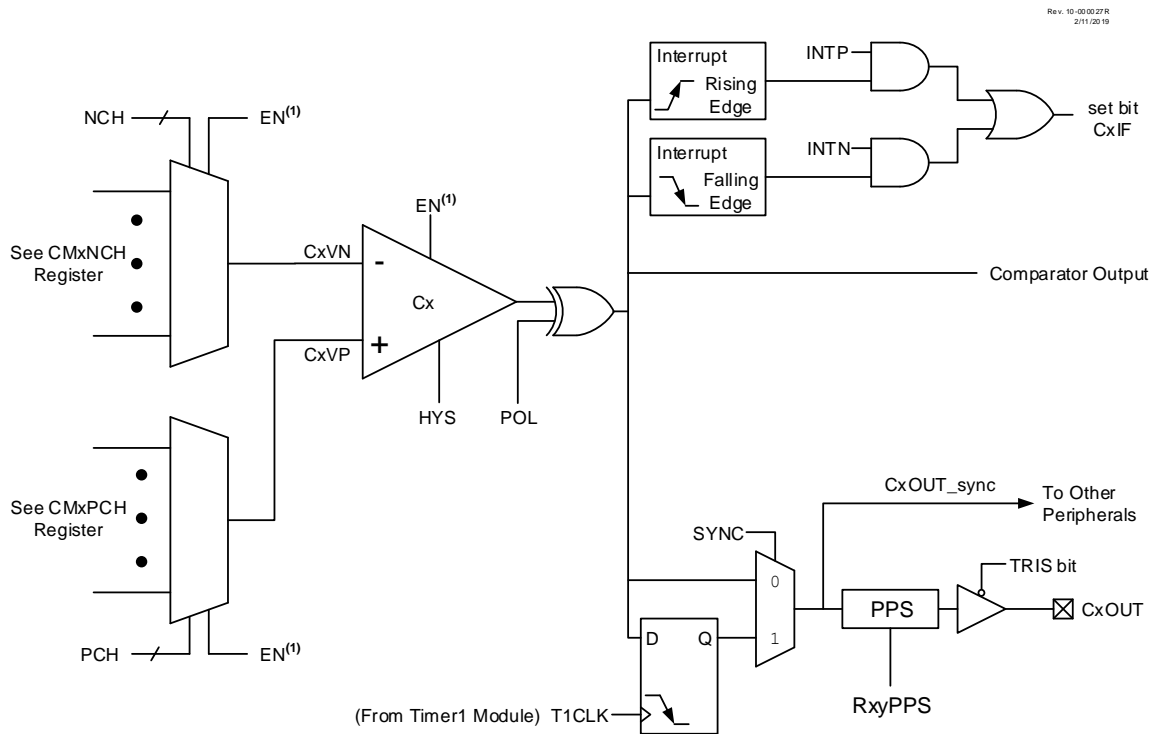 Rev. 10-000027R
2/11/2019
Interrupt
Rising
Edge
INTP
set bit
CxIF
Interrupt
Falling
Edge
INTN
NCH
EN(1)
See CMxNCH
Register
CxVN
EN(1)
-
Cx
+
CxVP
HYS
POL
Comparator Output
See CMxPCH
Register
PCH
EN(1)
CxOUT_sync
To Other
Peripherals
SYNC
0
1
TRIS bit
PPS
CxOUT
RxyPPS
D
Q
(From Timer1 Module) T1CLK